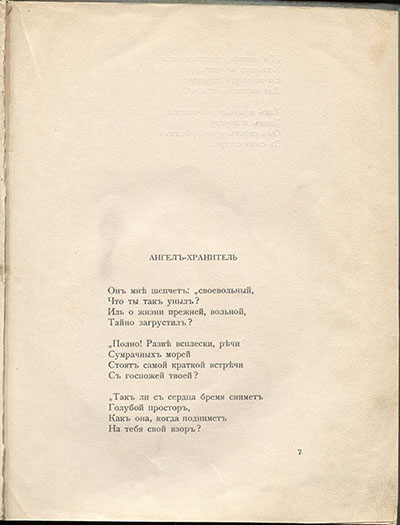 АНГЕЛЪ-ХРАНИТЕЛЬ
Онъ мнѣ шепчетъ: „своевольный,
Что ты такъ унылъ?
Иль о жизни прежней, вольной,
Тайно загрустилъ?
„Полно! Развѣ всплески, рѣчи
Сумрачныхъ морей
Стоятъ самой краткой встрѣчи
Съ госпожей твоей?
„Такъ ли съ сердца бремя сниметъ
Голубой просторъ,
Какъ она, когда подниметъ
На тебя свой взоръ?
7